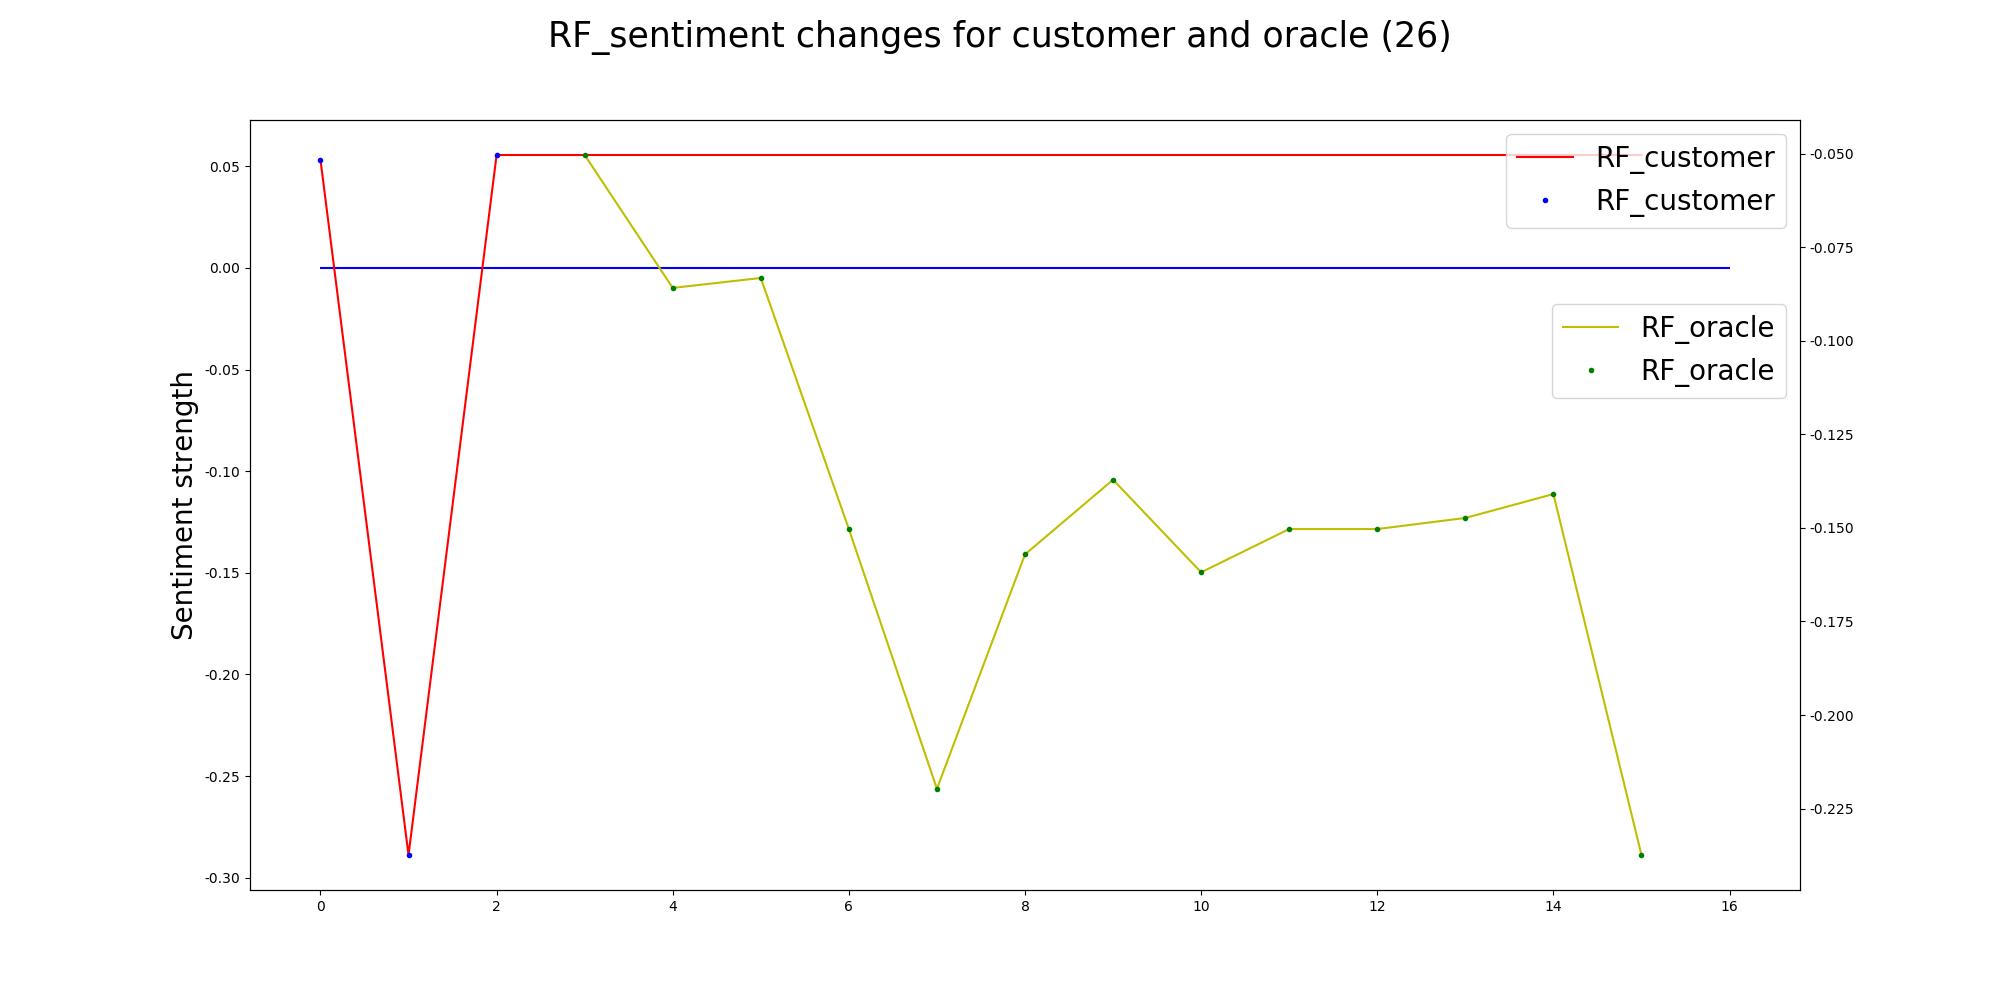 RF_sentiment changes for customer and oracle (26)
Sentiment strength
0.05
0.00
-0.05
-0.10
-0.15
-0.20
-0.25
-0.30
0 2 4 6 8 10 12 14 16
-0.050
-0.075
-0.100
-0.125
-0.150
-0.175
-0.200
-0.225
RF_customer
RF_customer
RF_oracle
RF_oracle